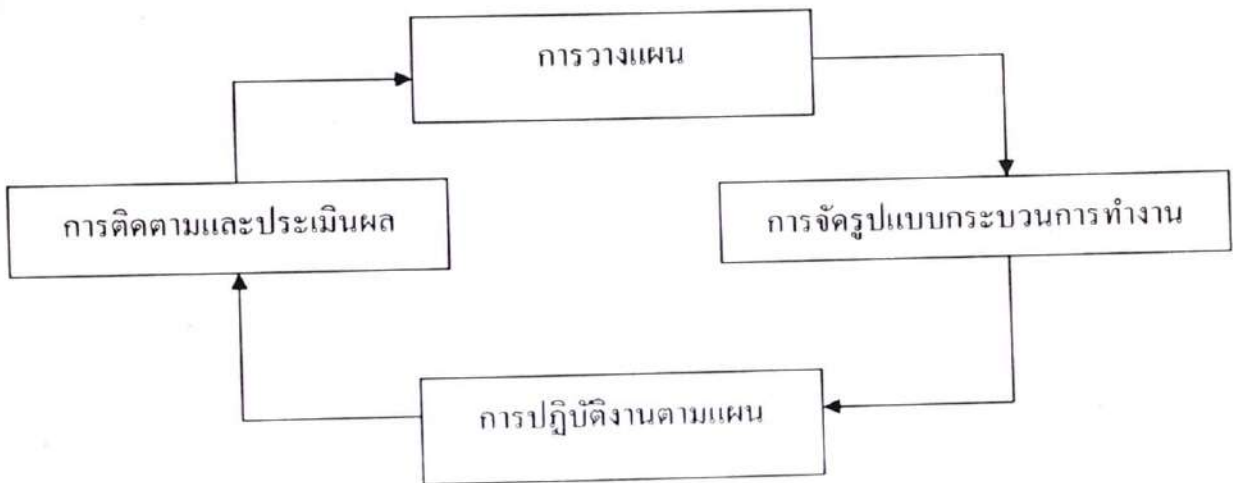 การวางแผน
การติดตามและประเมินผล
การจัดรูปแบบกระบวนการทำงาน
การปฏิบัติงานตามแผน